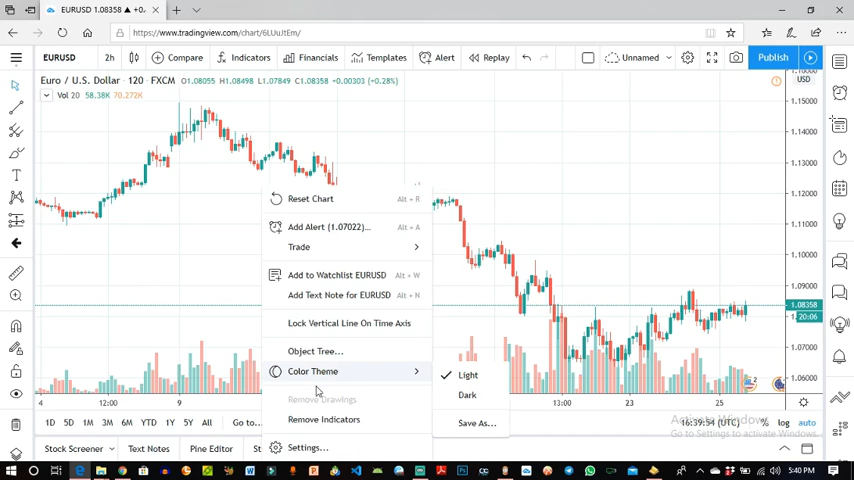 EURUSD 1.08358 ▲ +0.
https://www.tradingview.com/chart/6LUuJtEm/
EURUSD 2h Compare Indicators Financials Templates Alert Replay Unnamed Publish
Euro / U.S. Dollar · 120 · FXCM O1.08055 H1.08498 L1.07849 C1.08358 +0.00303 (+0.28%)
USD
Vol 20 58.38K 70.272K
1.15000
1.14000
1.13000
1.12000
1.11000
1.10000
1.09000
1.08358
20:06
1.07000
1.06000
Reset Chart Alt + R
Add Alert (1.07022)... Alt + A
Trade
Add to Watchlist EURUSD Alt + W
Add Text Note for EURUSD Alt + N
Lock Vertical Line On Time Axis
Object Tree...
Color Theme
Remove Drawings
Remove Indicators
Settings...
Light
Dark
Save As...
4 12:00 9 13:00 23 25
1D 5D 1M 3M 6M YTD 1Y 5Y All Go to... 16:39:54 (UTC) % log auto
Activate Windows
Go to Settings to activate Windows.
Stock Screener Text Notes Pine Editor
5:40 PM